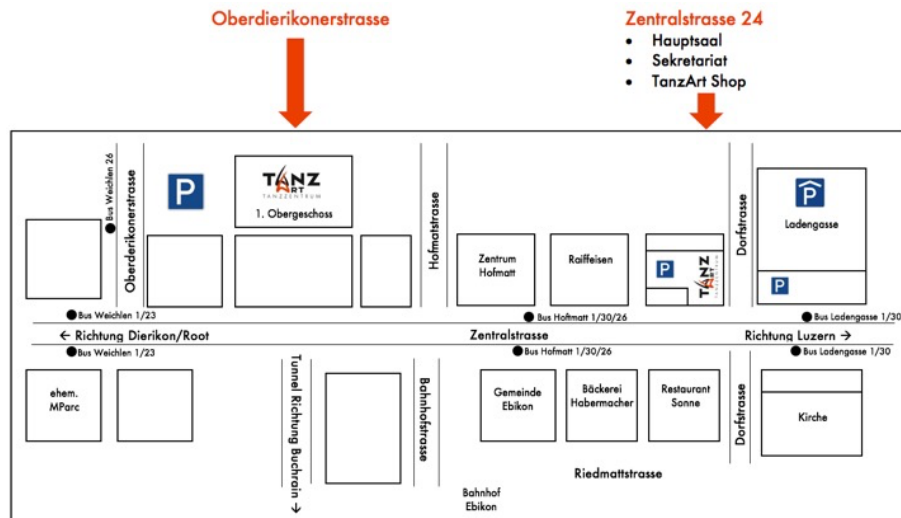 Oberdierikonerstrasse
Zentralstrasse 24
• Hauptsaal
• Sekretariat
• TanzArt Shop
Bus Weichlen 26
Oberderikonerstrasse
P
TANZ
ART
TANZZENTRUM
1. Obergeschoss
Hofmattstrasse
Zentrum
Hofmatt
Raiffeisen
P
TANZ
ART
TANZZENTRUM
Dorfstrasse
P
Ladengasse
P
Bus Weichlen 1/23
Bus Hoftmatt 1/30/26
Bus Ladengasse 1/30
← Richtung Dierikon/Root
Zentralstrasse
Richtung Luzern →
Bus Weichlen 1/23
Bus Hofmatt 1/30/26
Bus Ladengasse 1/30
ehem.
MParc
Tunnel Richtung Buchrain →
Bahnhofstrasse
Gemeinde
Ebikon
Bäckerei
Habermacher
Restaurant
Sonne
Dorfstrasse
Kirche
Riedmattstrasse
Bahnhof
Ebikon